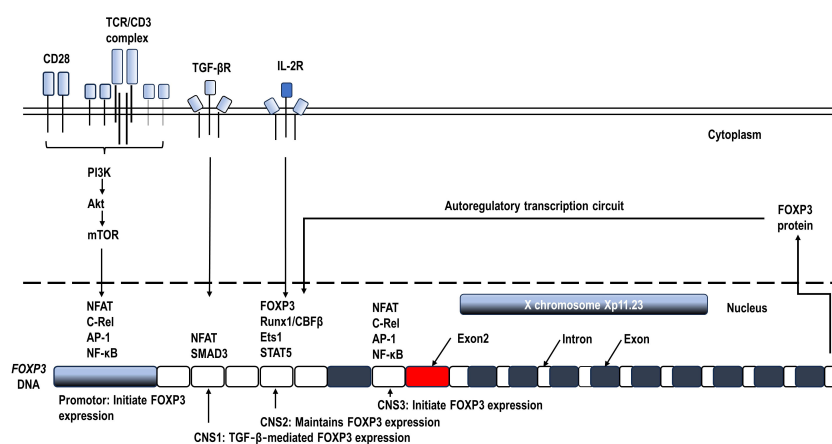 TCR/CD3
complex
CD28
TGF-βR
IL-2R
Cytoplasm
PI3K
Akt
mTOR
Autoregulatory transcription circuit
FOXP3
protein
NFAT
C-Rel
AP-1
NF-κB
NFAT
SMAD3
FOXP3
Runx1/CBFβ
Ets1
STAT5
NFAT
C-Rel
AP-1
NF-κB
X chromosome Xp11.23
Nucleus
Exon2
Intron
Exon
FOXP3
DNA
Promotor: Initiate FOXP3
expression
CNS3: Initiate FOXP3 expression
CNS2: Maintains FOXP3 expression
CNS1: TGF-β-mediated FOXP3 expression